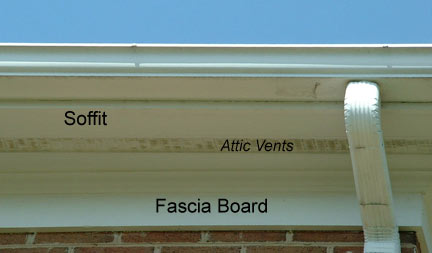 Soffit
Attic Vents
Fascia Board